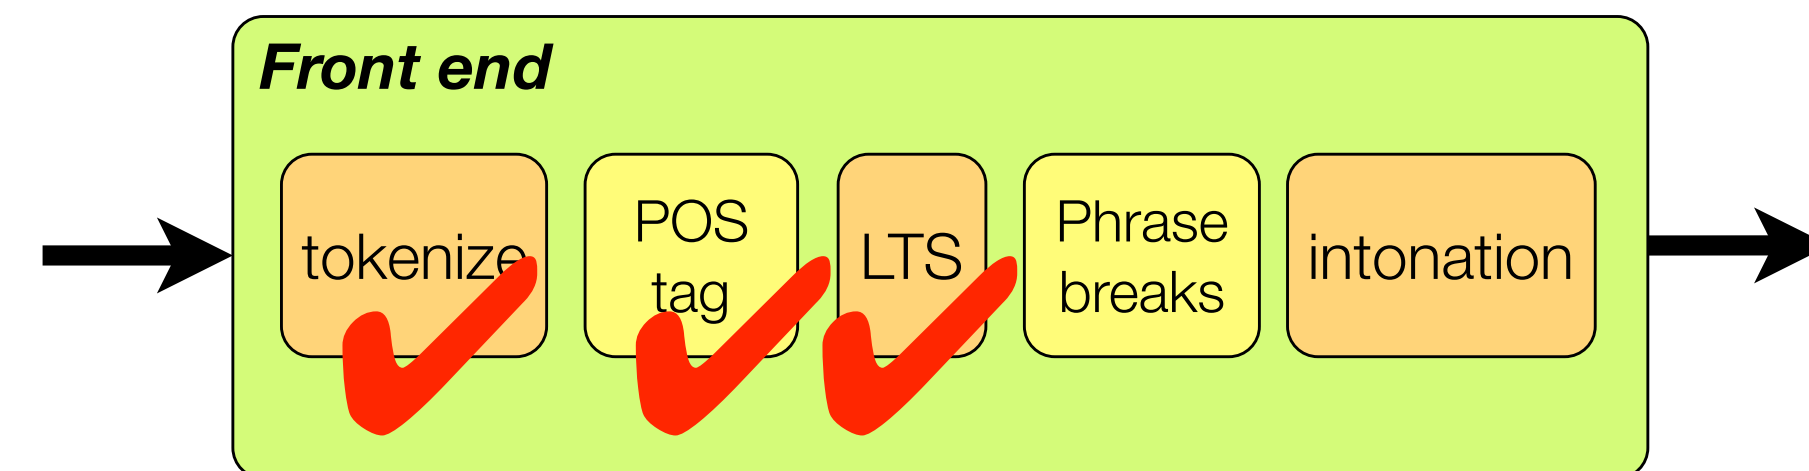 Front end
tokenize
POS
tag
LTS
Phrase
breaks
intonation